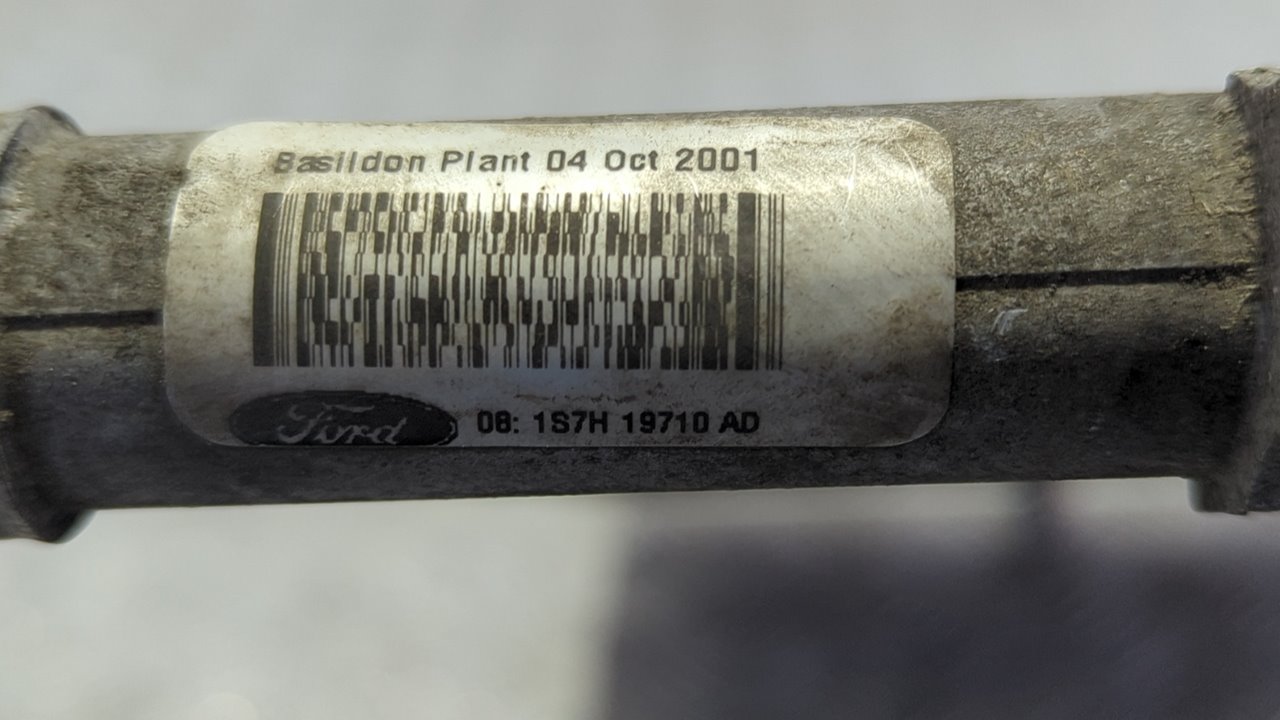 Basildon Plant 04 Oct 2001
Ford
08: 1S7H 19710 AD